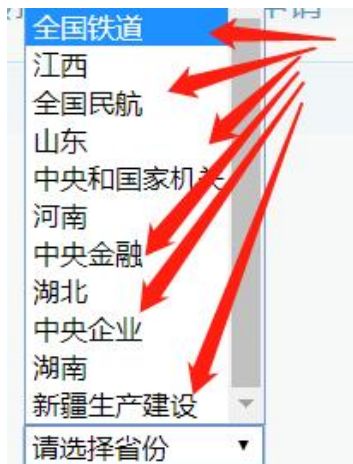 全国铁道
江西
全国民航
山东
中央和国家机关
河南
中央金融
湖北
中央企业
湖南
新疆生产建设
请选择省份